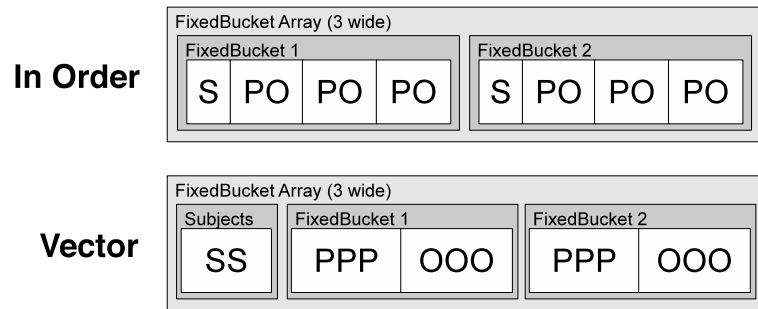 FixedBucket Array (3 wide)
In Order
FixedBucket 1
S PO PO PO
FixedBucket 2
S PO PO PO
FixedBucket Array (3 wide)
Vector
Subjects
SS
FixedBucket 1
PPP OOO
FixedBucket 2
PPP OOO